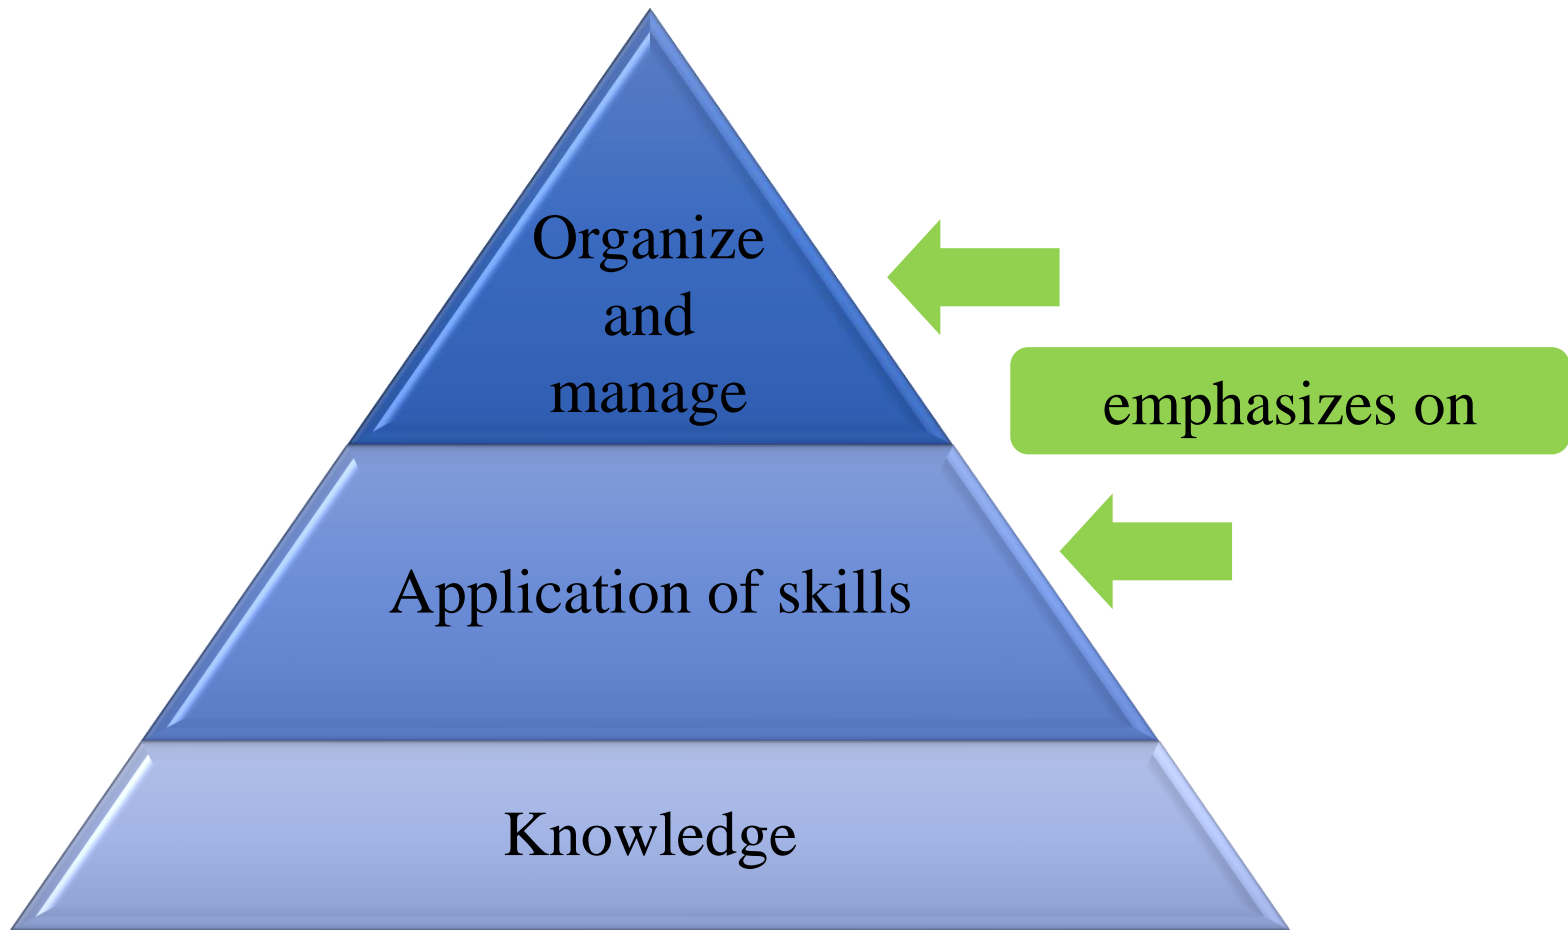 Organize
and
manage
emphasizes on
Application of skills
Knowledge